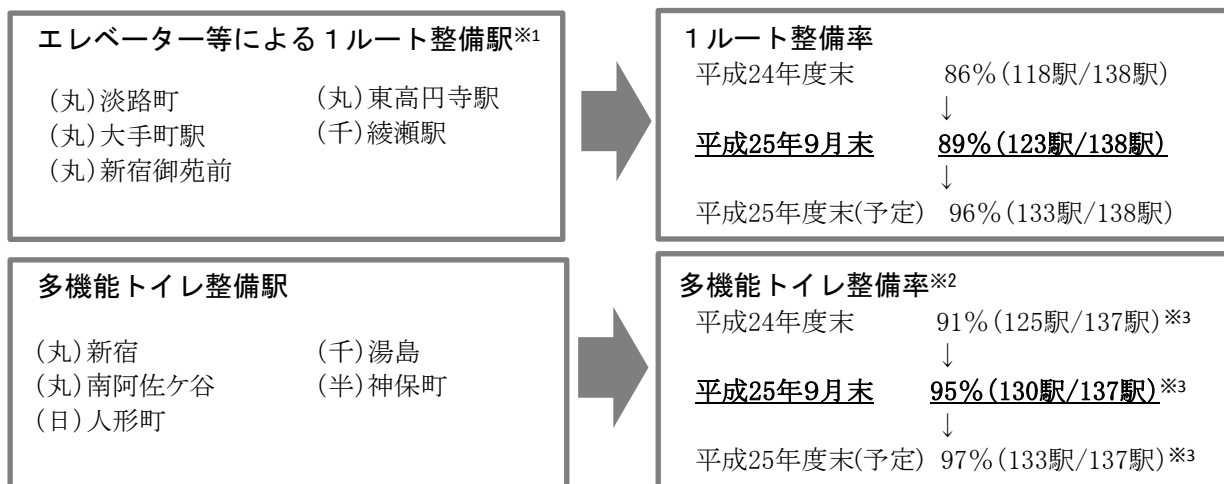 エレベーター等による１ルート整備駅※1
(丸)淡路町 (丸)東高円寺駅
(丸)大手町駅 (千)綾瀬駅
(丸)新宿御苑前
１ルート整備率
平成24年度末 86％(118駅/138駅)
↓
平成25年9月末 89％(123駅/138駅)
↓
平成25年度末(予定) 96％(133駅/138駅)
多機能トイレ整備駅
(丸)新宿 (千)湯島
(丸)南阿佐ケ谷 (半)神保町
(日)人形町
多機能トイレ整備率※2
平成24年度末 91％(125駅/137駅)※3
↓
平成25年9月末 95％(130駅/137駅)※3
↓
平成25年度末(予定) 97％(133駅/137駅)※3